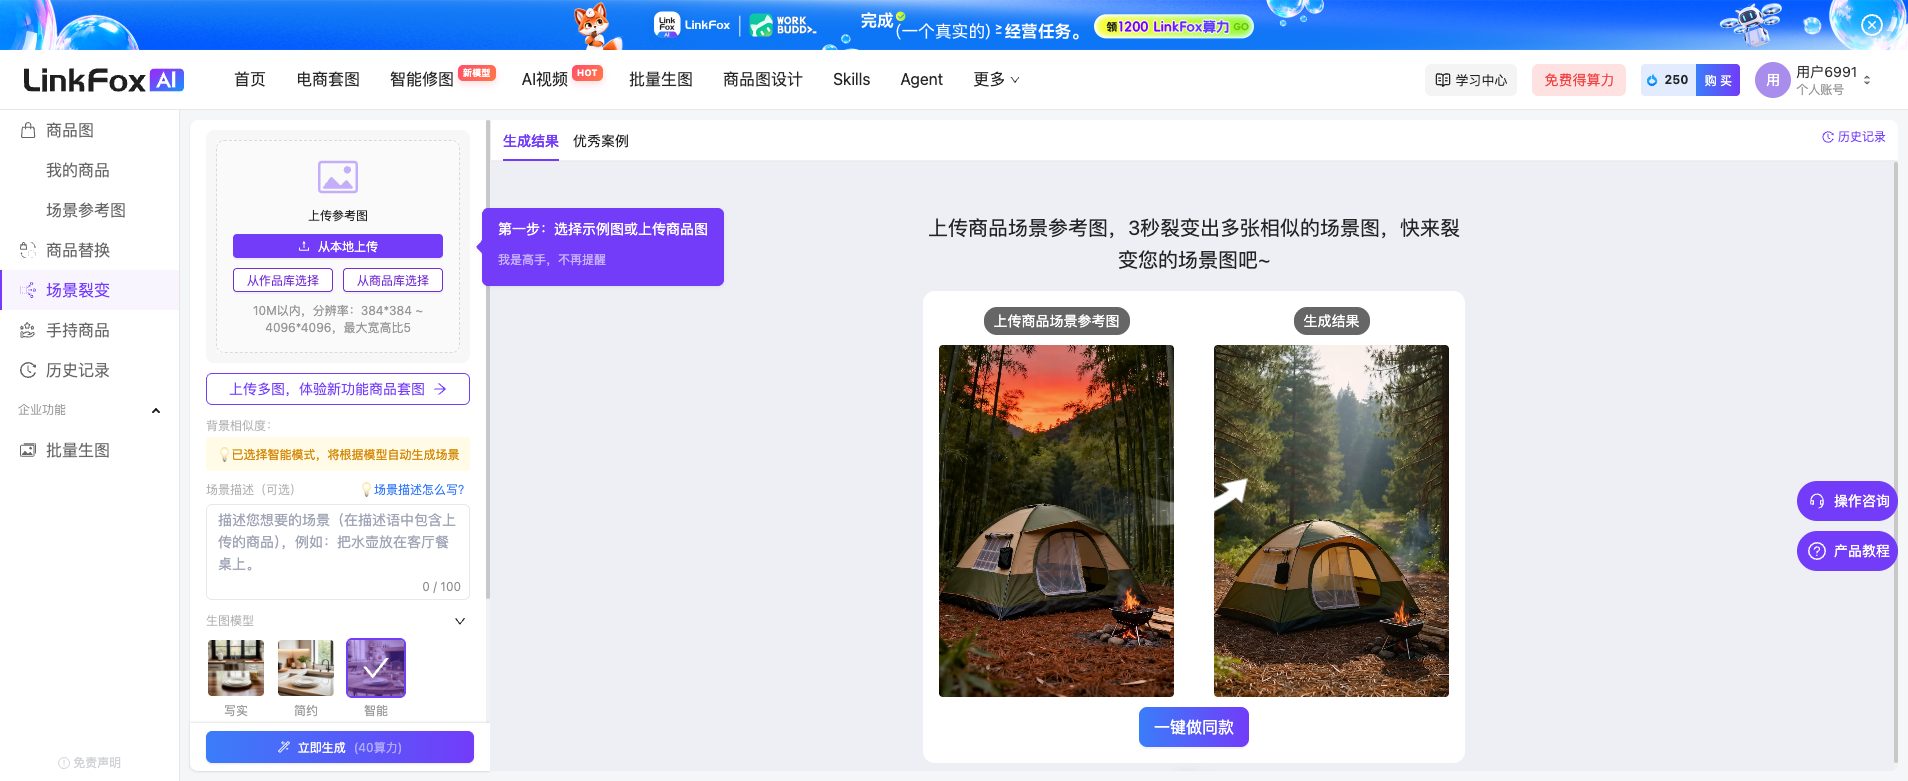 Link Fox AI LinkFox WORK BUDD>_ 完成 (一个真实的) 经营任务。 领1200 LinkFox算力 GO
LinkFox AI
首页 电商套图 智能修图 新模型 AI视频 HOT 批量生图 商品图设计 Skills Agent 更多
学习中心 免费得算力 250 购买 用 用户6991
个人账号
商品图
我的商品
场景参考图
商品替换
场景裂变
手持商品
历史记录
企业功能
批量生图
免责声明
上传参考图
从本地上传
从作品库选择 从商品库选择
10M以内，分辨率：384*384 ~
4096*4096，最大宽高比5
上传多图，体验新功能商品套图
背景相似度：
已选择智能模式，将根据模型自动生成场景
场景描述（可选） 场景描述怎么写?
描述您想要的场景（在描述语中包含上
传的商品），例如：把水壶放在客厅餐
桌上。
0 / 100
生图模型
写实 简约 智能
立即生成 (40算力)
第一步：选择示例图或上传商品图
我是高手，不再提醒
生成结果 优秀案例
历史记录
上传商品场景参考图，3秒裂变出多张相似的场景图，快来裂
变您的场景图吧~
上传商品场景参考图 生成结果
一键做同款
操作咨询
产品教程